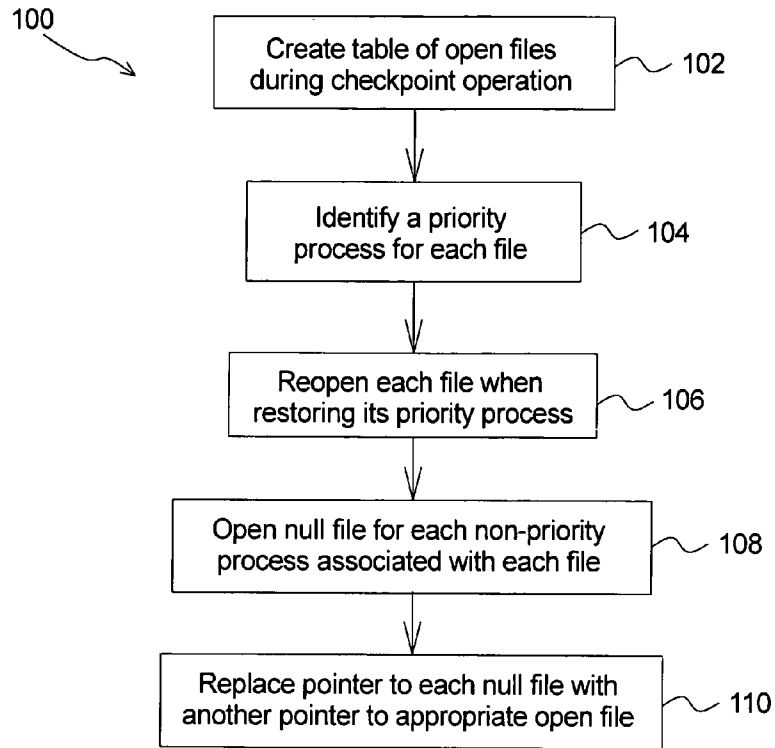 100
Create table of open files
during checkpoint operation
102
Identify a priority
process for each file
104
Reopen each file when
restoring its priority process
106
Open null file for each non-priority
process associated with each file
108
Replace pointer to each null file with
another pointer to appropriate open file
110